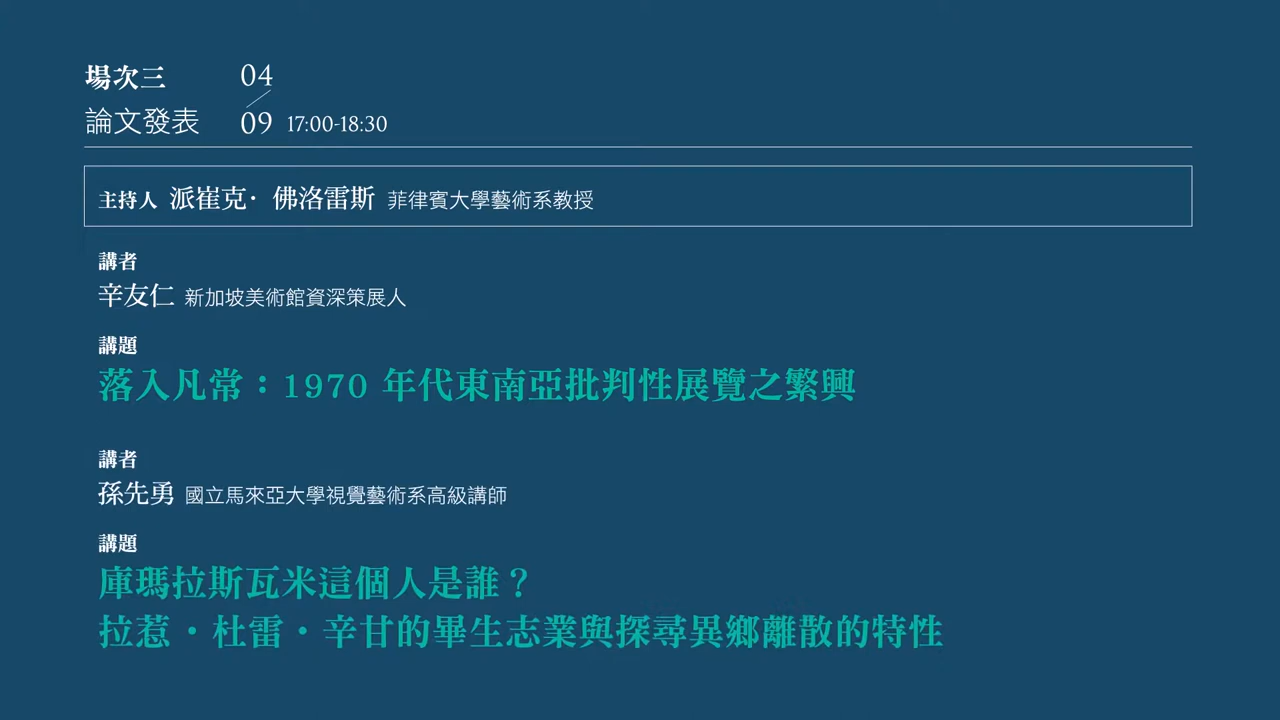 場次三 04
論文發表 09 17:00-18:30
主持人 派崔克· 佛洛雷斯 菲律賓大學藝術系教授
講者
辛友仁 新加坡美術館資深策展人
講題
落入凡常：1970 年代東南亞批判性展覽之繁興
講者
孫先勇 國立馬來亞大學視覺藝術系高級講師
講題
庫瑪拉斯瓦米這個人是誰？
拉惹・杜雷・辛甘的畢生志業與探尋異鄉離散的特性